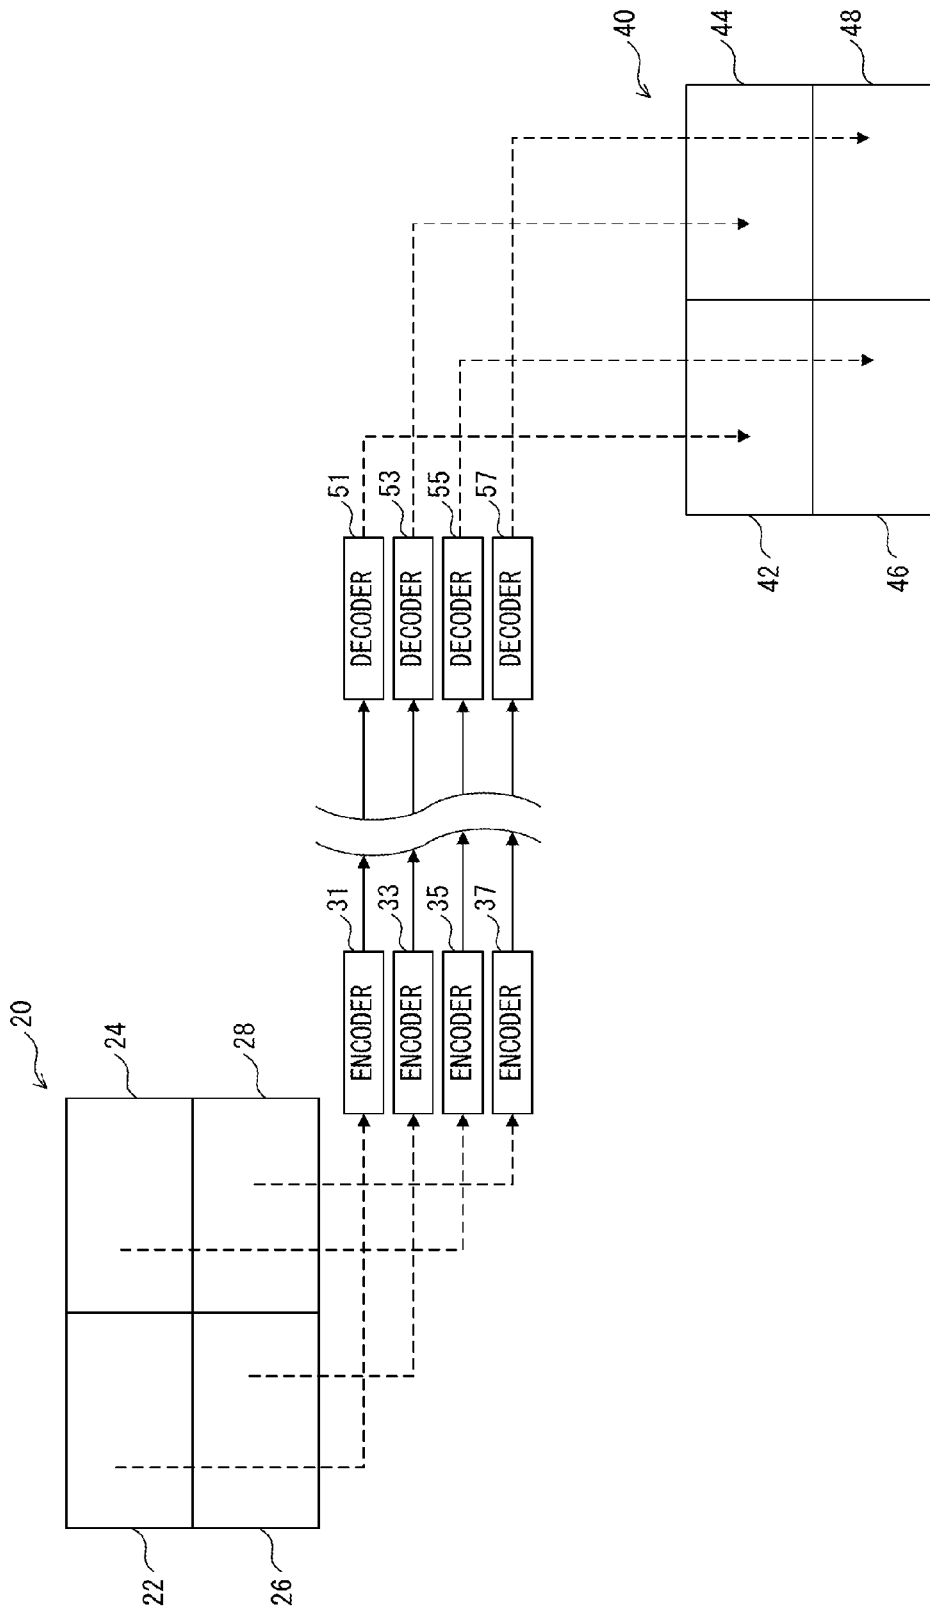 20
22
24
26
28
ENCODER 31
ENCODER 33
ENCODER 35
ENCODER 37
DECODER 51
DECODER 53
DECODER 55
DECODER 57
40
42
44
46
48